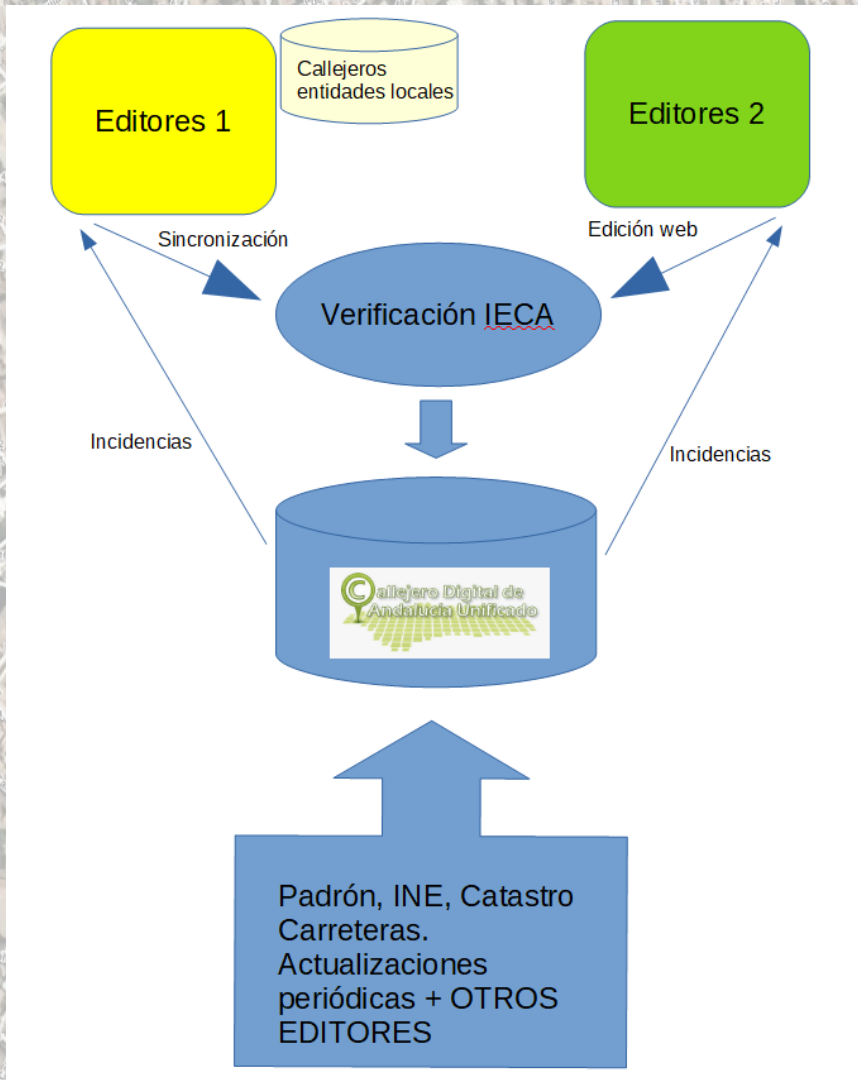 Callejeros
entidades locales
Editores 1
Editores 2
Sincronización
Edición web
Verificación IECA
Incidencias
Incidencias
Callejero Digital de
Andalucía Unificado
Padrón, INE, Catastro
Carreteras.
Actualizaciones
periódicas + OTROS
EDITORES